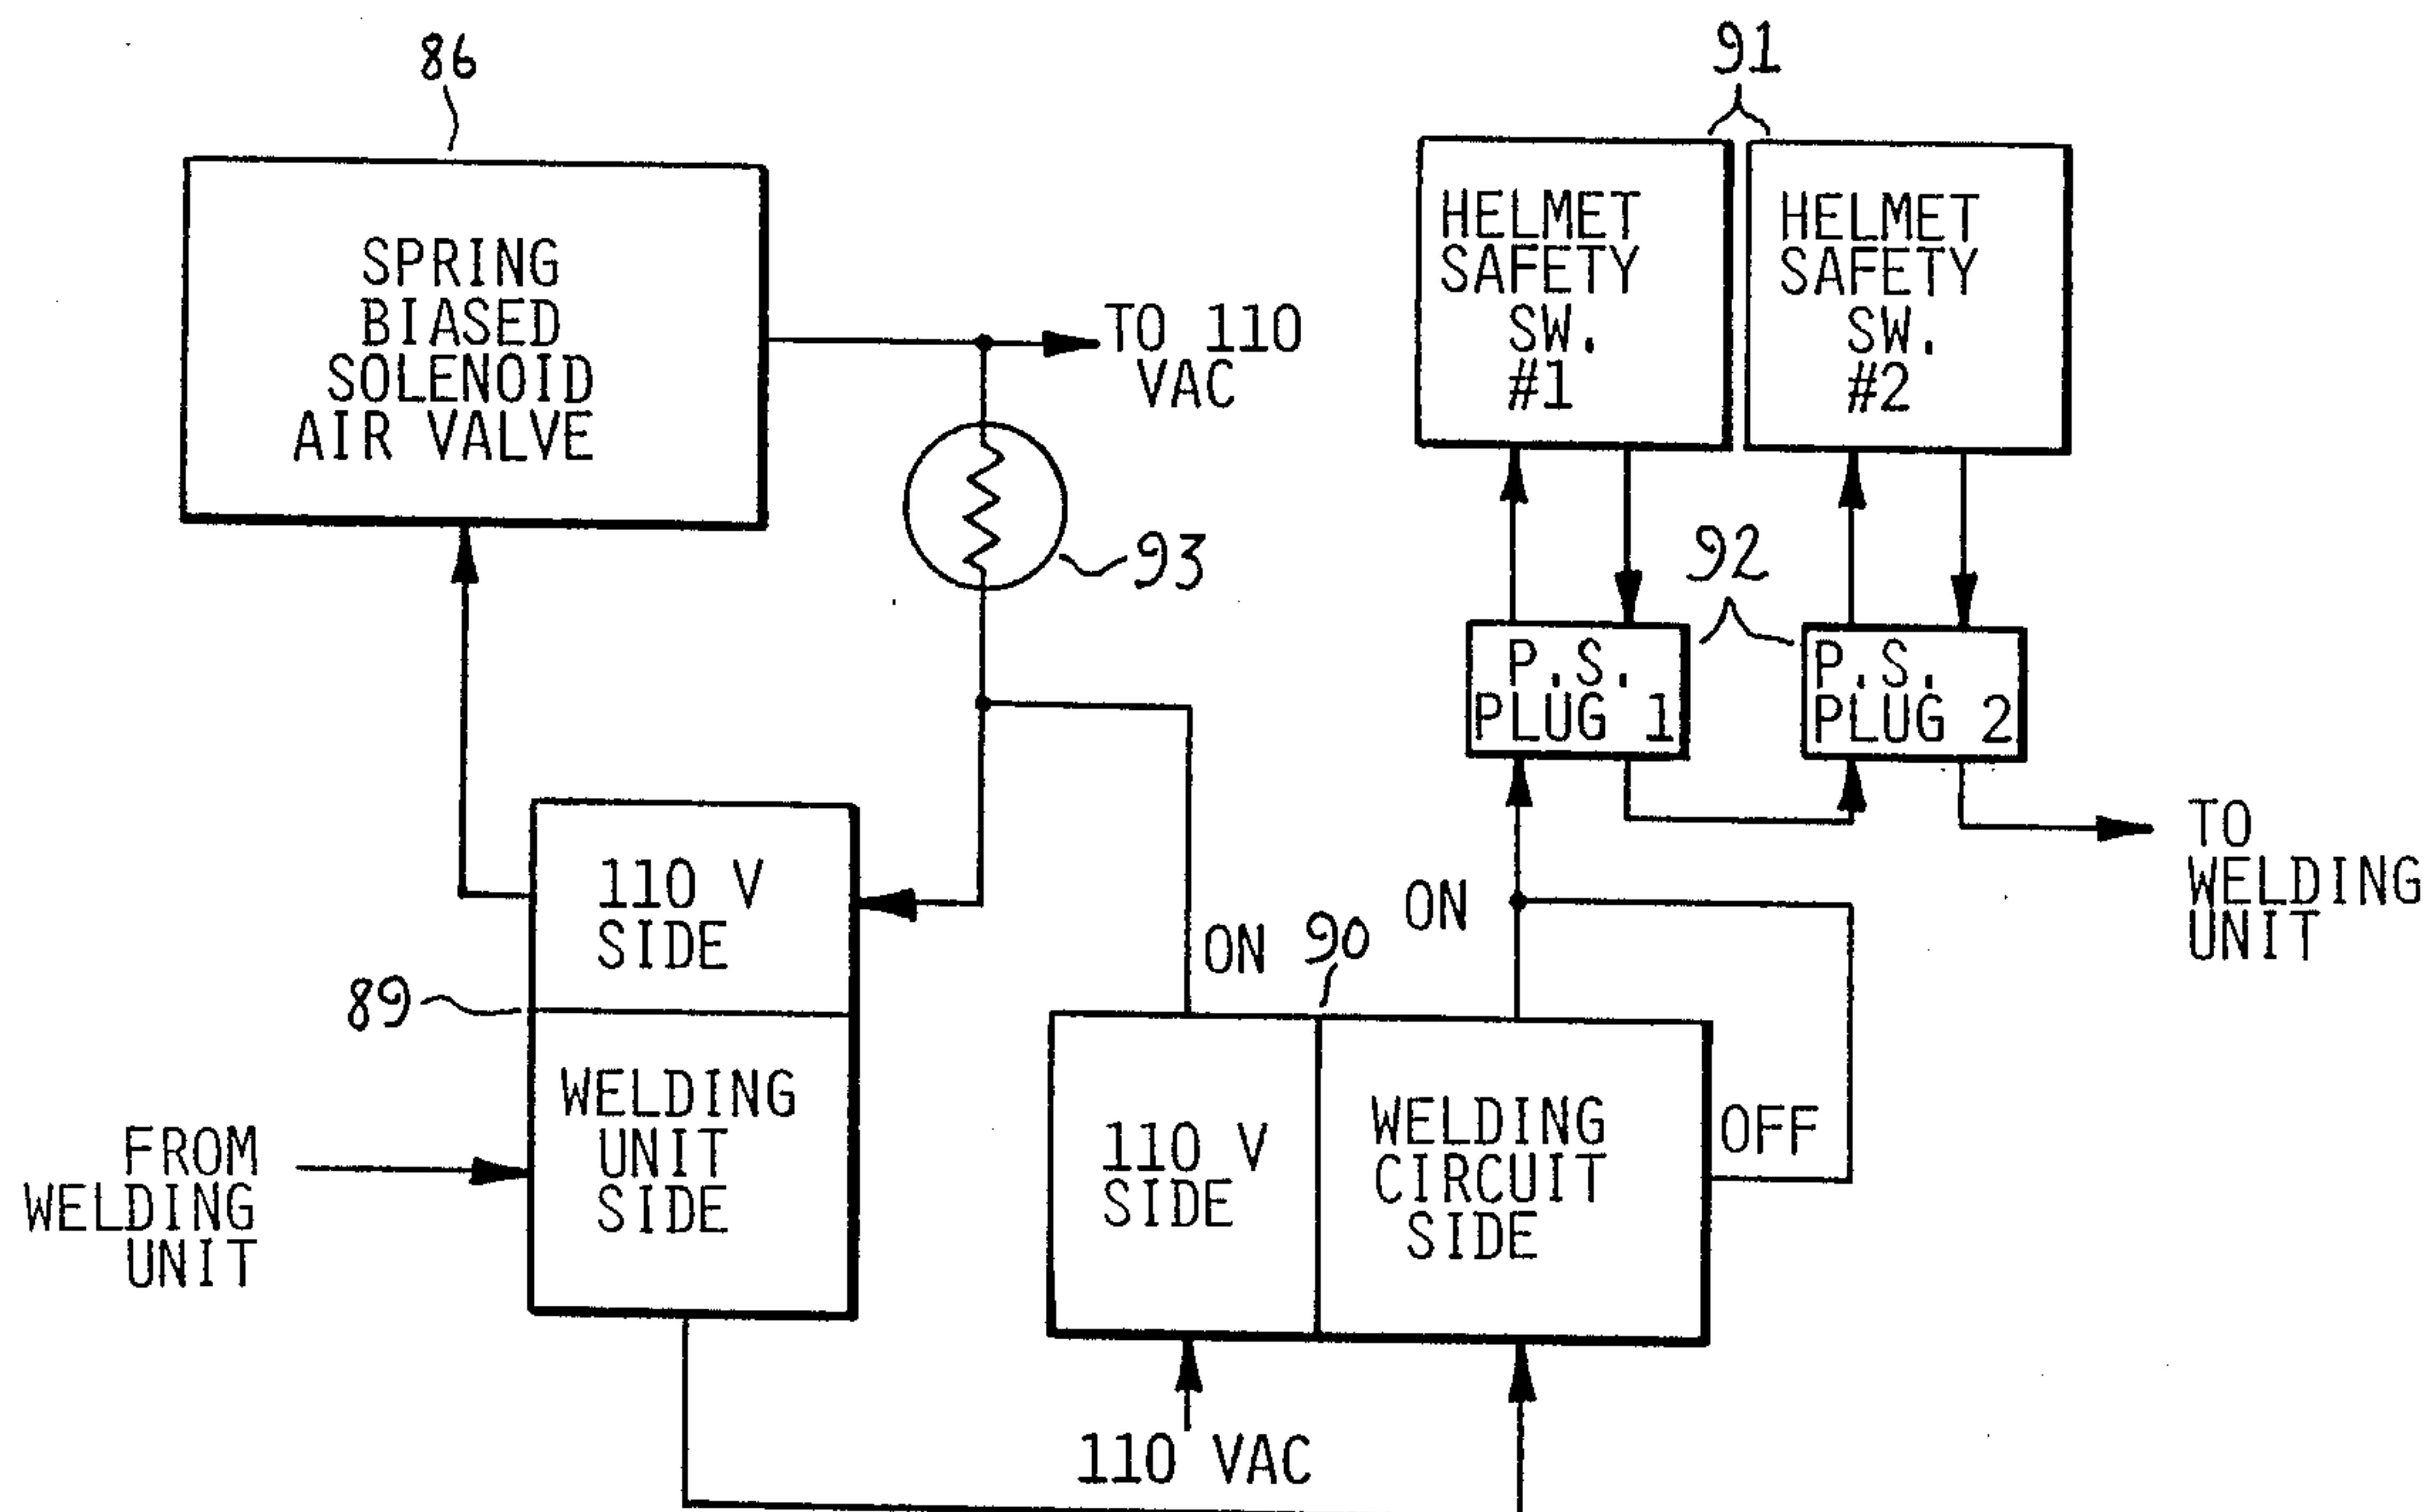 86
91
SPRING
BIASED
SOLENOID
AIR VALVE
TO 110
VAC
HELMET
SAFETY
SW.
#1
HELMET
SAFETY
SW.
#2
93
92
P.S.
PLUG 1
P.S.
PLUG 2
TO
WELDING
UNIT
110 V
SIDE
89
WELDING
UNIT
SIDE
FROM
WELDING
UNIT
ON
90
ON
OFF
110 V
SIDE
WELDING
CIRCUIT
SIDE
110 VAC